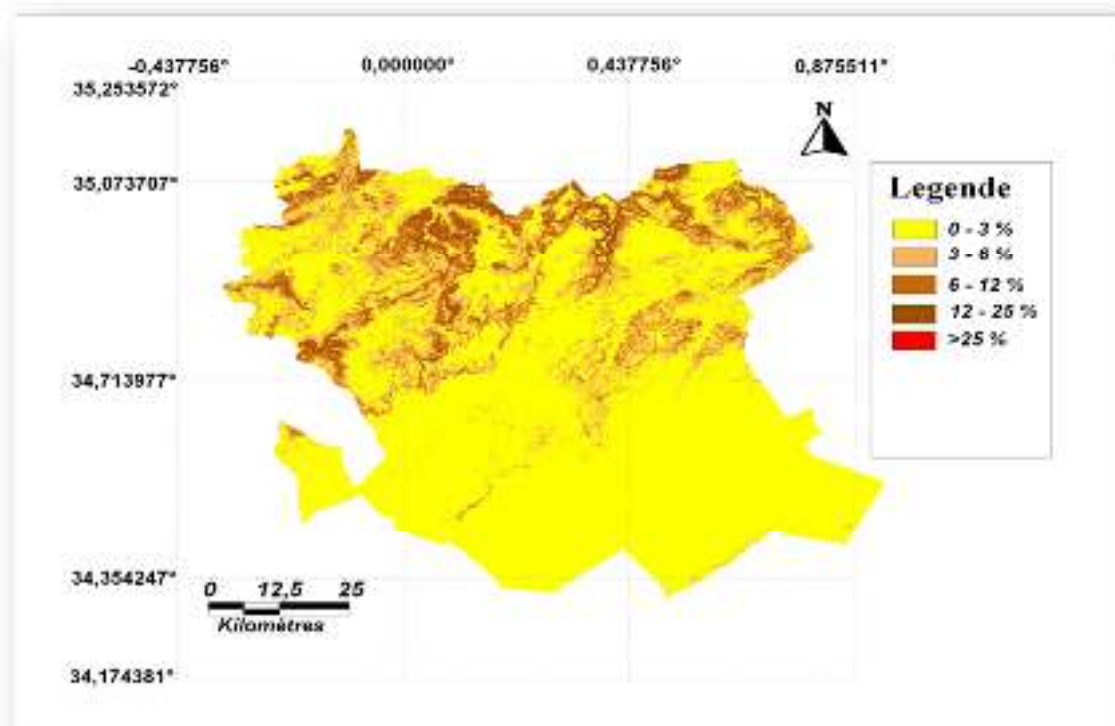 -0,437756° 0,000000° 0,437756° 0,875511°
35,253572°
N
35,073707°
Legende
0 - 3 %
3 - 6 %
6 - 12 %
12 - 25 %
>25 %
34,713977°
34,354247°
0 12,5 25
Kilomètres
34,174381°